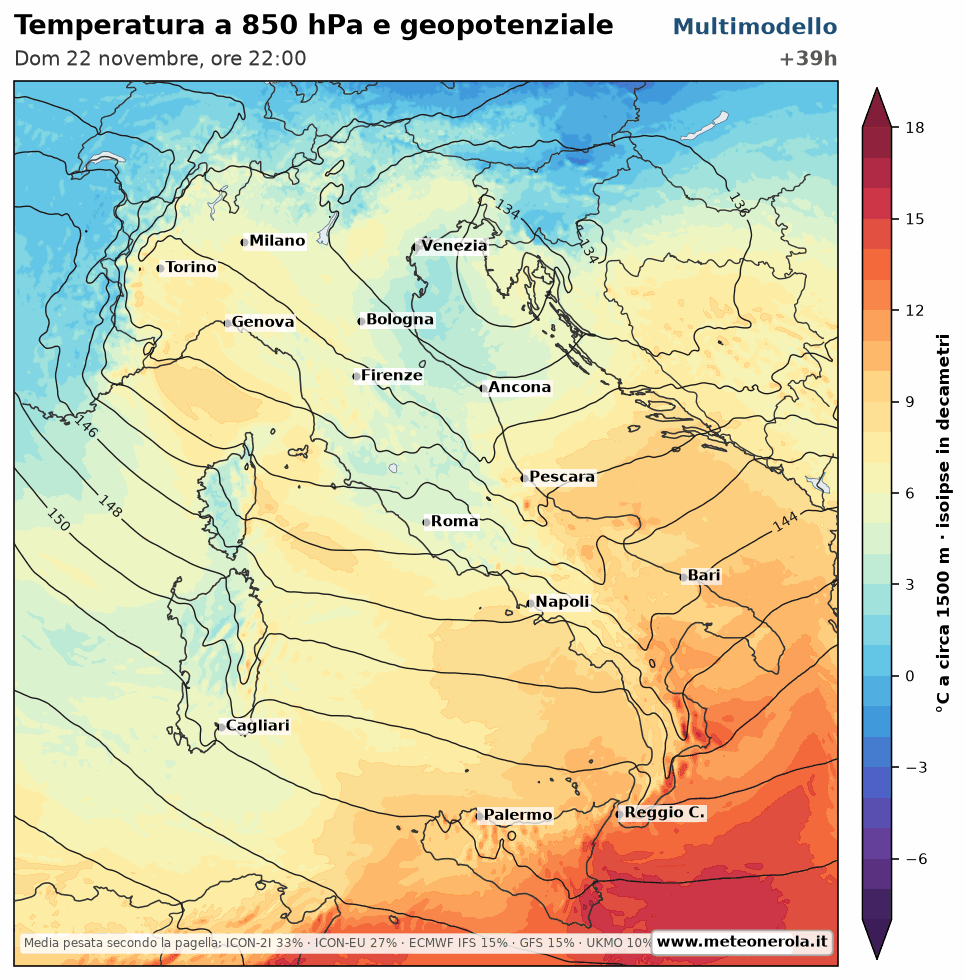 Temperatura a 850 hPa e geopotenziale
Multimodello
Dom 22 novembre, ore 22:00
+39h
134
136
134
Milano
Venezia
Torino
Genova
Bologna
Firenze
Ancona
146
148
150
Pescara
Roma
144
Bari
Napoli
Cagliari
Palermo
Reggio C.
Media pesata secondo la pagella: ICON-2I 33% · ICON-EU 27% · ECMWF IFS 15% · GFS 15% · UKMO 10%
www.meteonerola.it
18
15
12
9
6
3
0
−3
−6
°C a circa 1500 m · isoipse in decametri